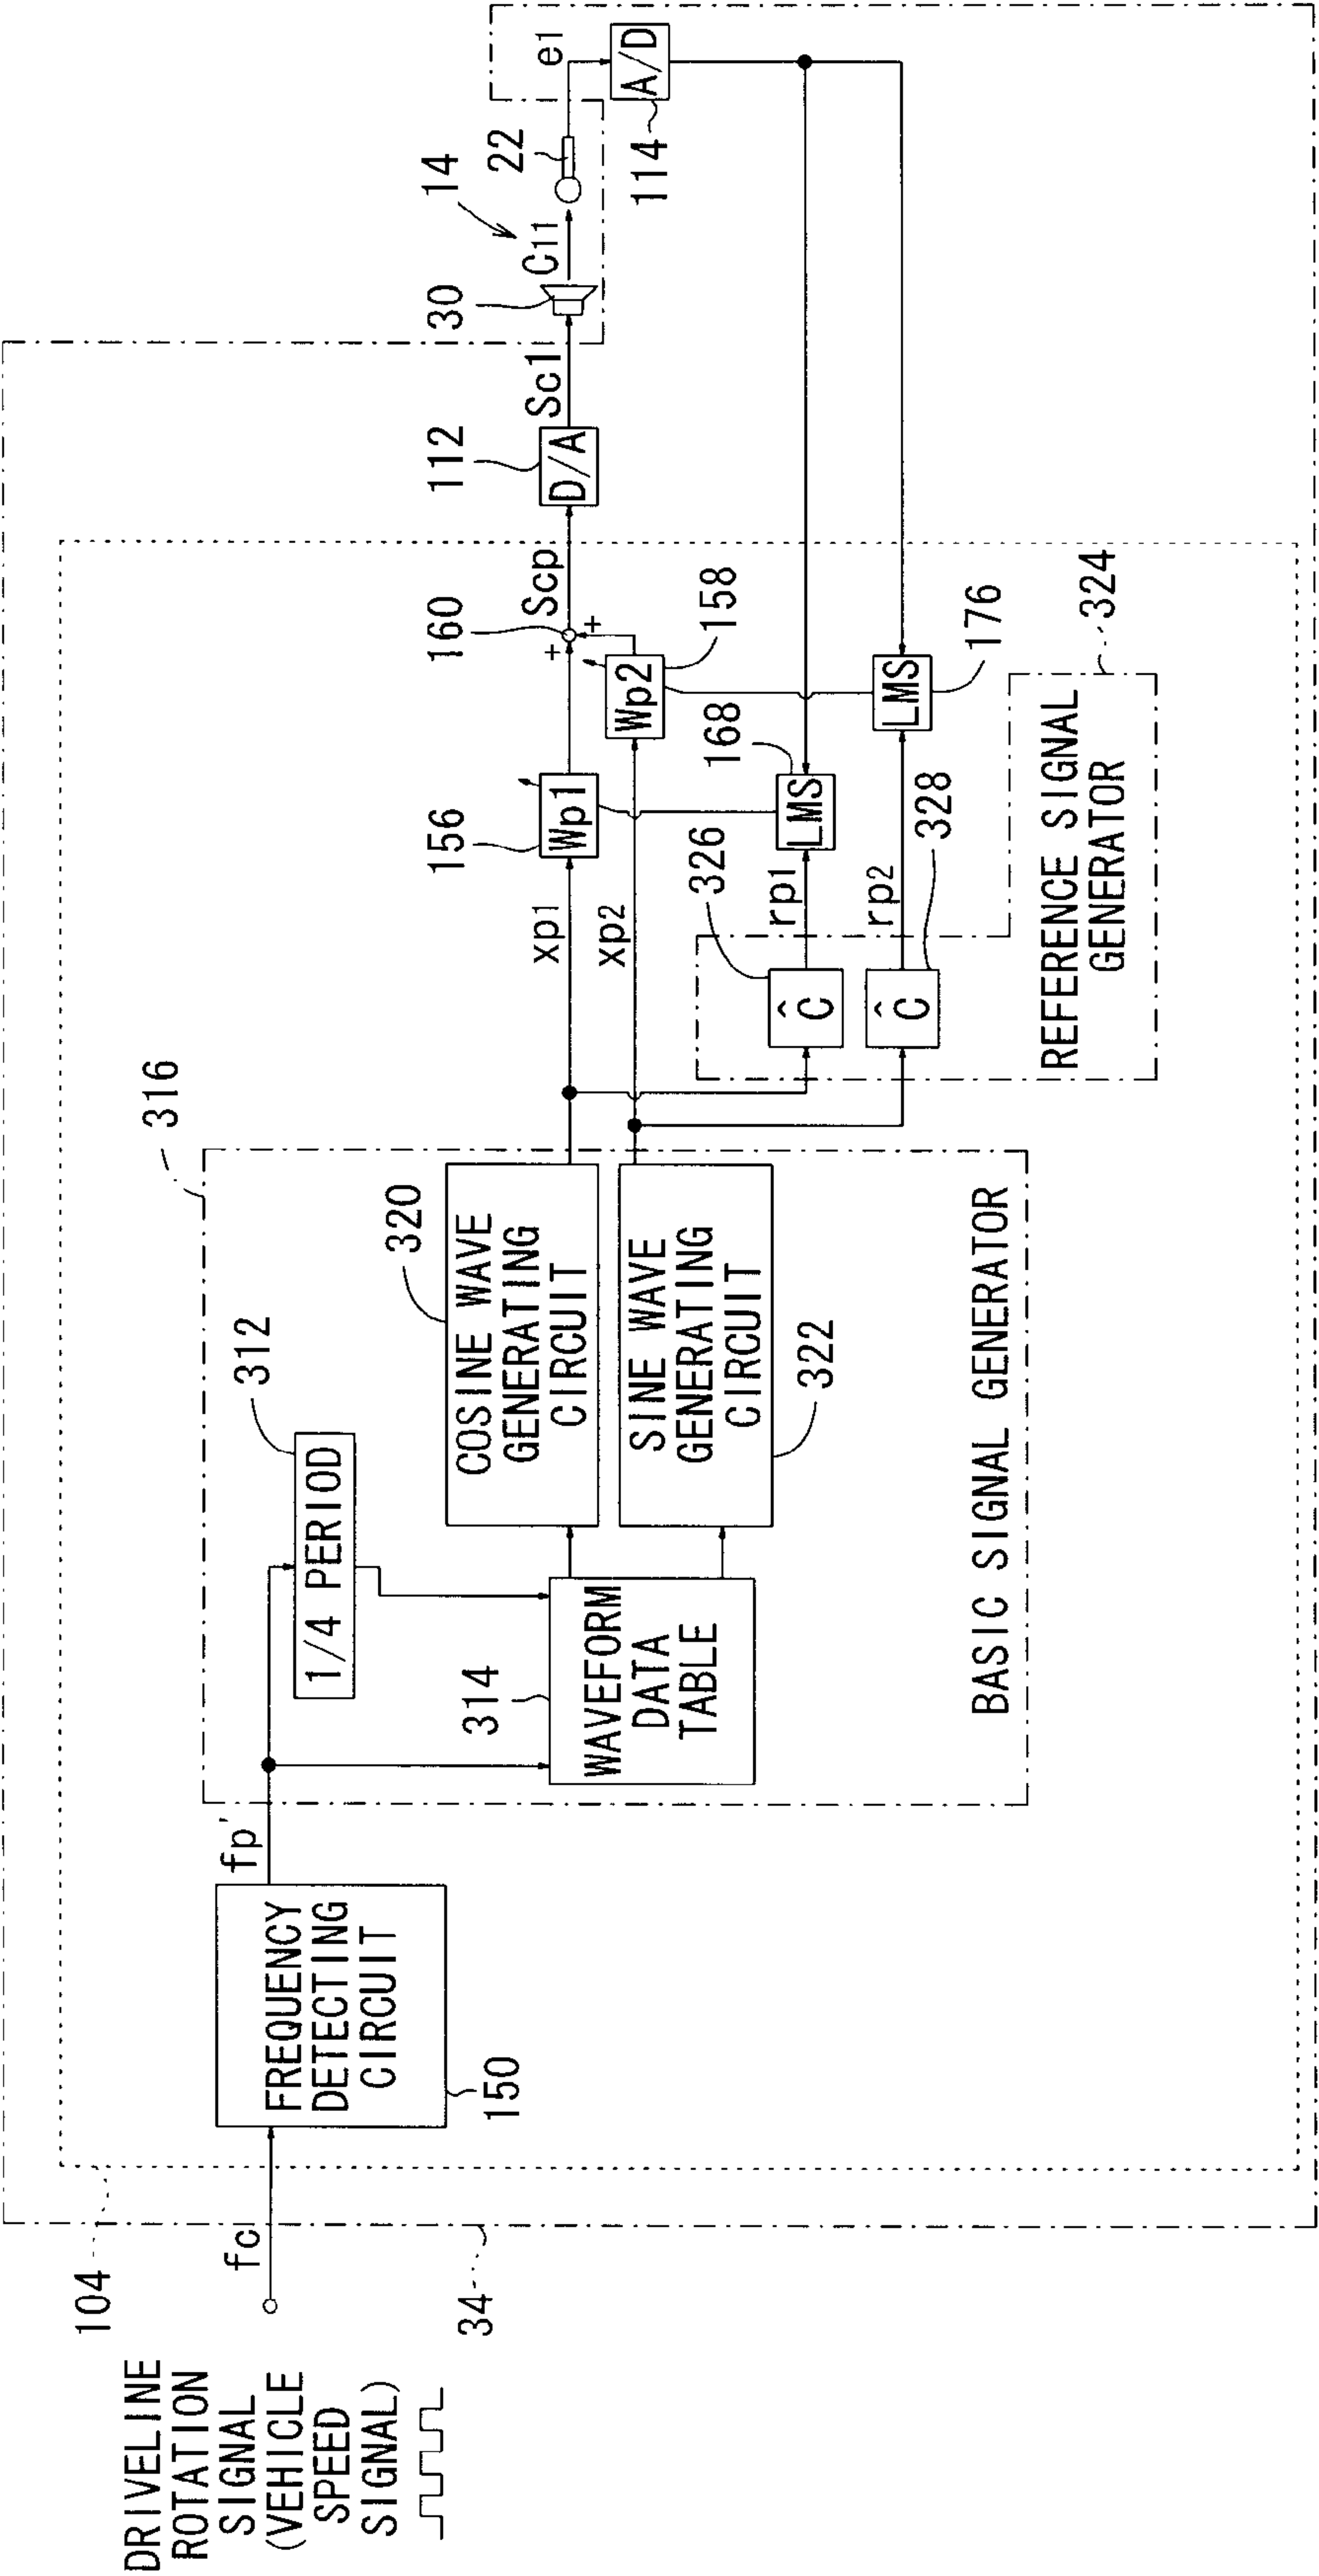 DRIVELINE
ROTATION
SIGNAL
(VEHICLE
SPEED
SIGNAL)
104
34
fc
FREQUENCY
DETECTING
CIRCUIT
150
fp'
316
312
1/4 PERIOD
314
WAVEFORM
DATA
TABLE
320
COSINE WAVE
GENERATING
CIRCUIT
SINE WAVE
GENERATING
CIRCUIT
322
BASIC SIGNAL GENERATOR
xp1
xp2
156
Wp1
Wp2
158
160
+
+
Scp
112
D/A
Sc1
30
C11
14
22
e1
A/D
114
326
Ĉ
rp1
168
LMS
Ĉ
328
rp2
LMS
176
REFERENCE SIGNAL
GENERATOR
324